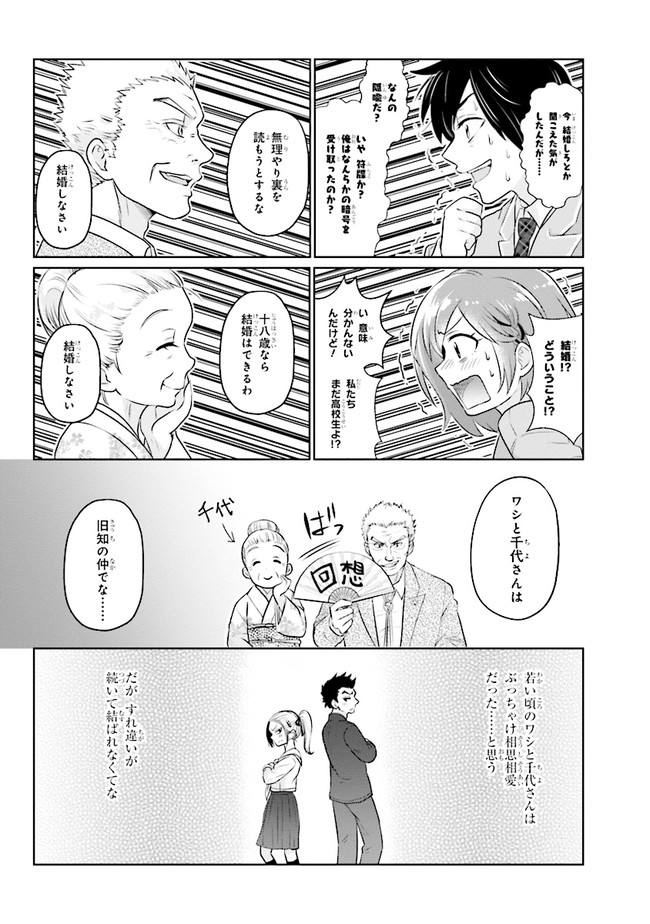 今 結婚しろとか
聞こえた気が
したんだが……
なんの
隠喩だ?
いや 符牒か?
俺はなんらかの暗号を
受け取ったのか?
無理やり裏を
読もうとするな
結婚しなさい
結婚!?
どういうこと!?
い 意味
分かんない
んだけど!
私たち
まだ高校生よ!?
十八歳なら
結婚はできるわ
結婚しなさい
ワシと千代さんは
ばっ
回想
千代
旧知の仲でな……
若い頃のワシと千代さんは
ぶっちゃけ相思相愛
だった……と思う
だが すれ違いが
続いて結ばれなくてな